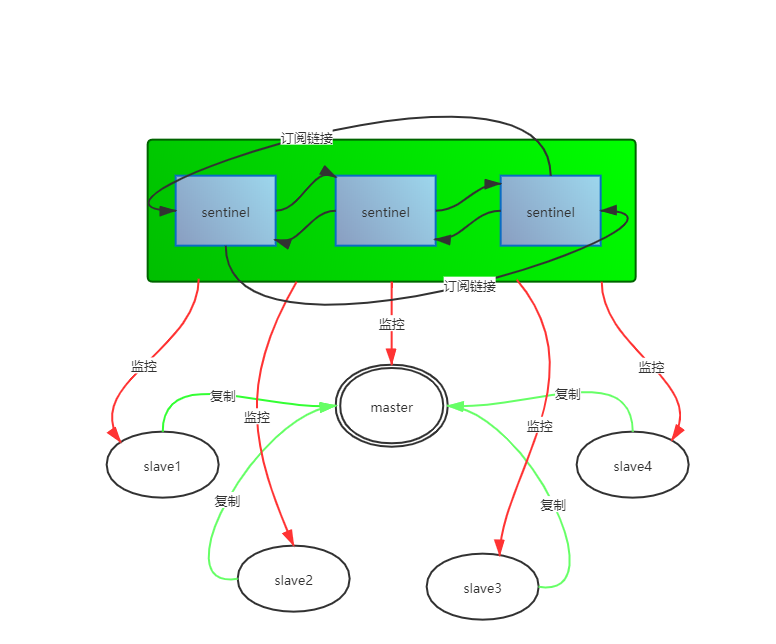 订阅链接
sentinel
sentinel
sentinel
订阅链接
监控
监控
监控
监控
监控
复制
复制
master
slave1
slave4
复制
复制
slave2
slave3